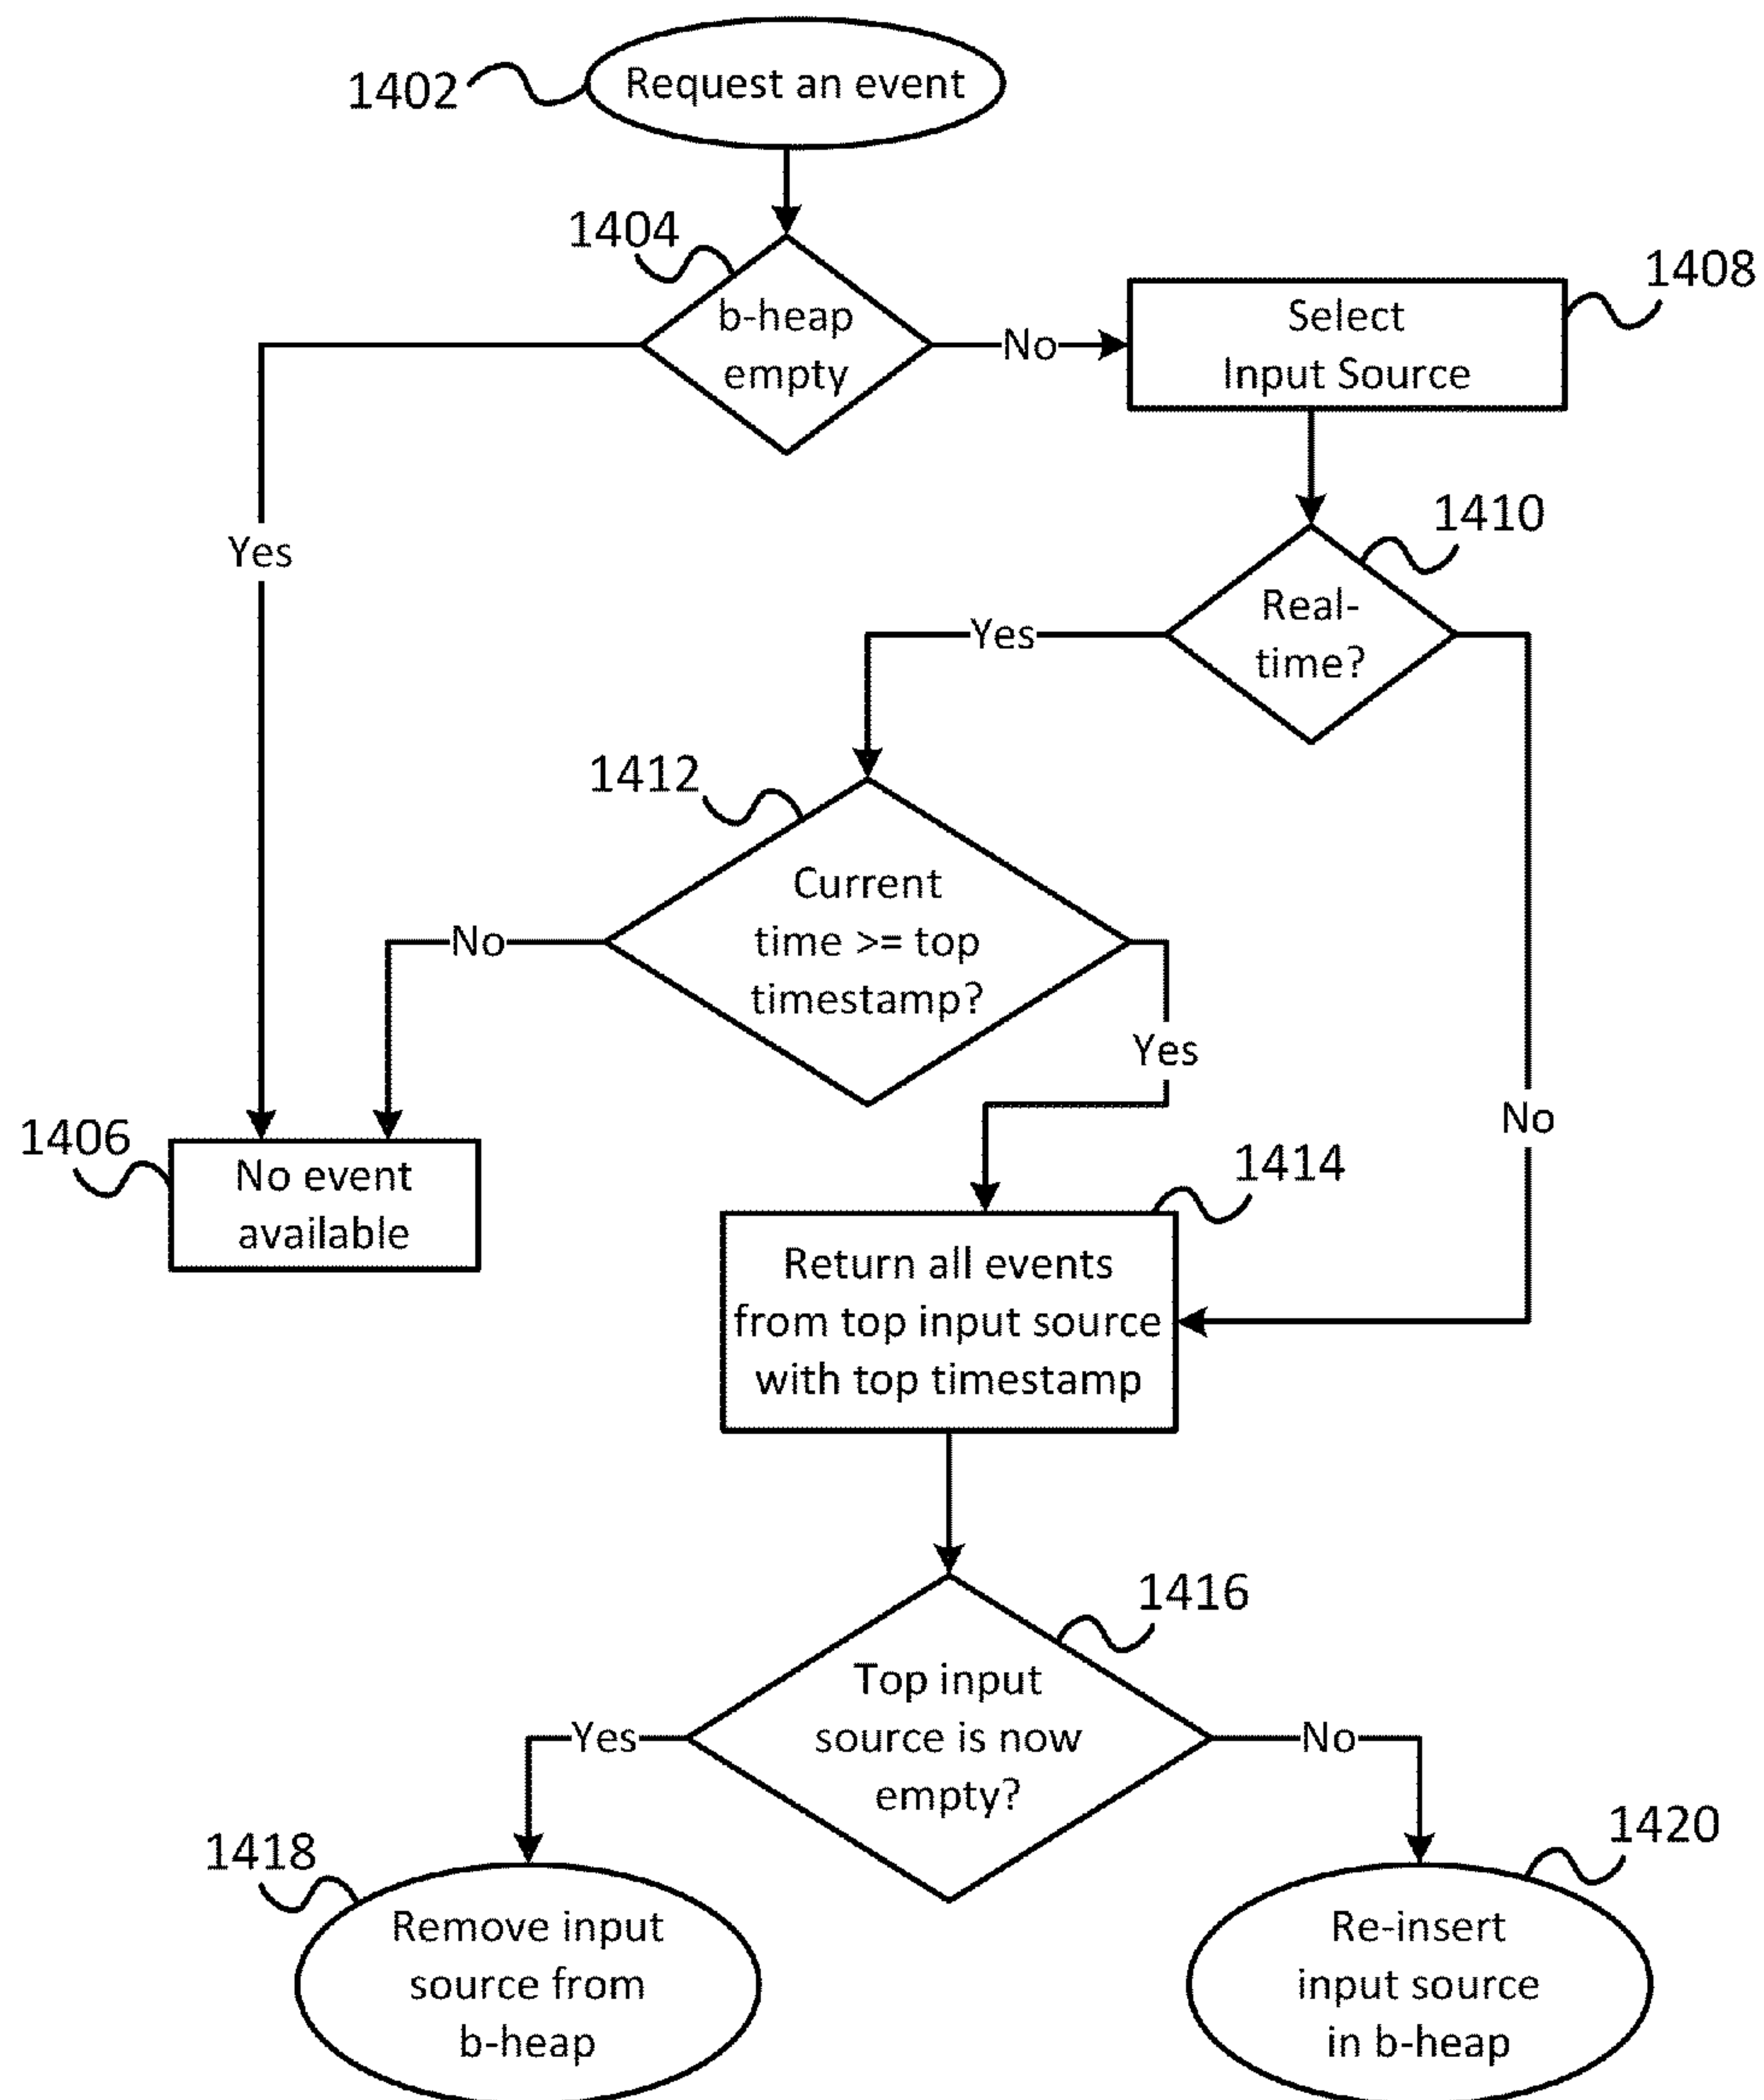 1402
Request an event
1404
b-heap
empty
No
1408
Select
Input Source
Yes
1410
Real-
time?
Yes
No
1412
Current
time >= top
timestamp?
No
Yes
1406
No event
available
1414
Return all events
from top input source
with top timestamp
1416
Top input
source is now
empty?
Yes
No
1418
Remove input
source from
b-heap
1420
Re-insert
input source
in b-heap